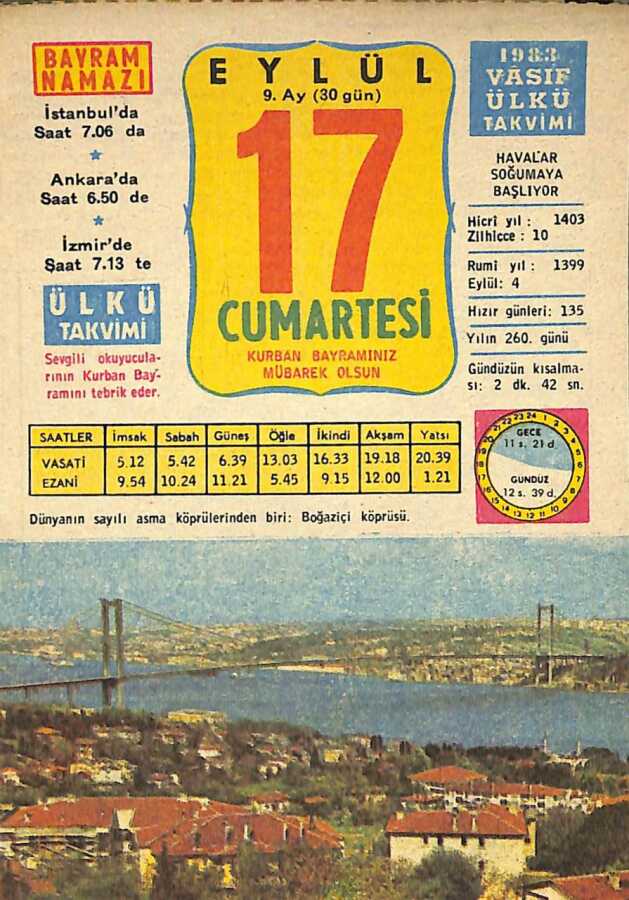 BAYRAM
NAMAZI
İstanbul'da
Saat 7.06 da
Ankara'da
Saat 6.50 de
İzmir'de
Saat 7.13 te
ÜLKÜ
TAKVİMİ
Sevgili okuyucula-
rının Kurban Bay-
ramını tebrik eder.
EYLÜL
9. Ay (30 gün)
17
CUMARTESİ
KURBAN BAYRAMINIZ
MÜBAREK OLSUN
1983
VÂSIF
ÜLKÜ
TAKVİMİ
HAVALAR
SOĞUMAYA
BAŞLIYOR
Hicrî yıl : 1403
Zilhicce : 10
Rumi yıl : 1399
Eylül: 4
Hızır günleri: 135
Yılın 260. günü
Gündüzün kısalma-
sı: 2 dk. 42 sn.
SAATLER İmsak Sabah Güneş Öğle İkindi Akşam Yatsı
VASATİ 5.12 5.42 6.39 13.03 16.33 19.18 20.39
EZANİ 9.54 10.24 11.21 5.45 9.15 12.00 1.21
GECE
11 s. 21 d.
GUNDUZ
12 s. 39 d.
Dünyanın sayılı asma köprülerinden biri: Boğaziçi köprüsü.